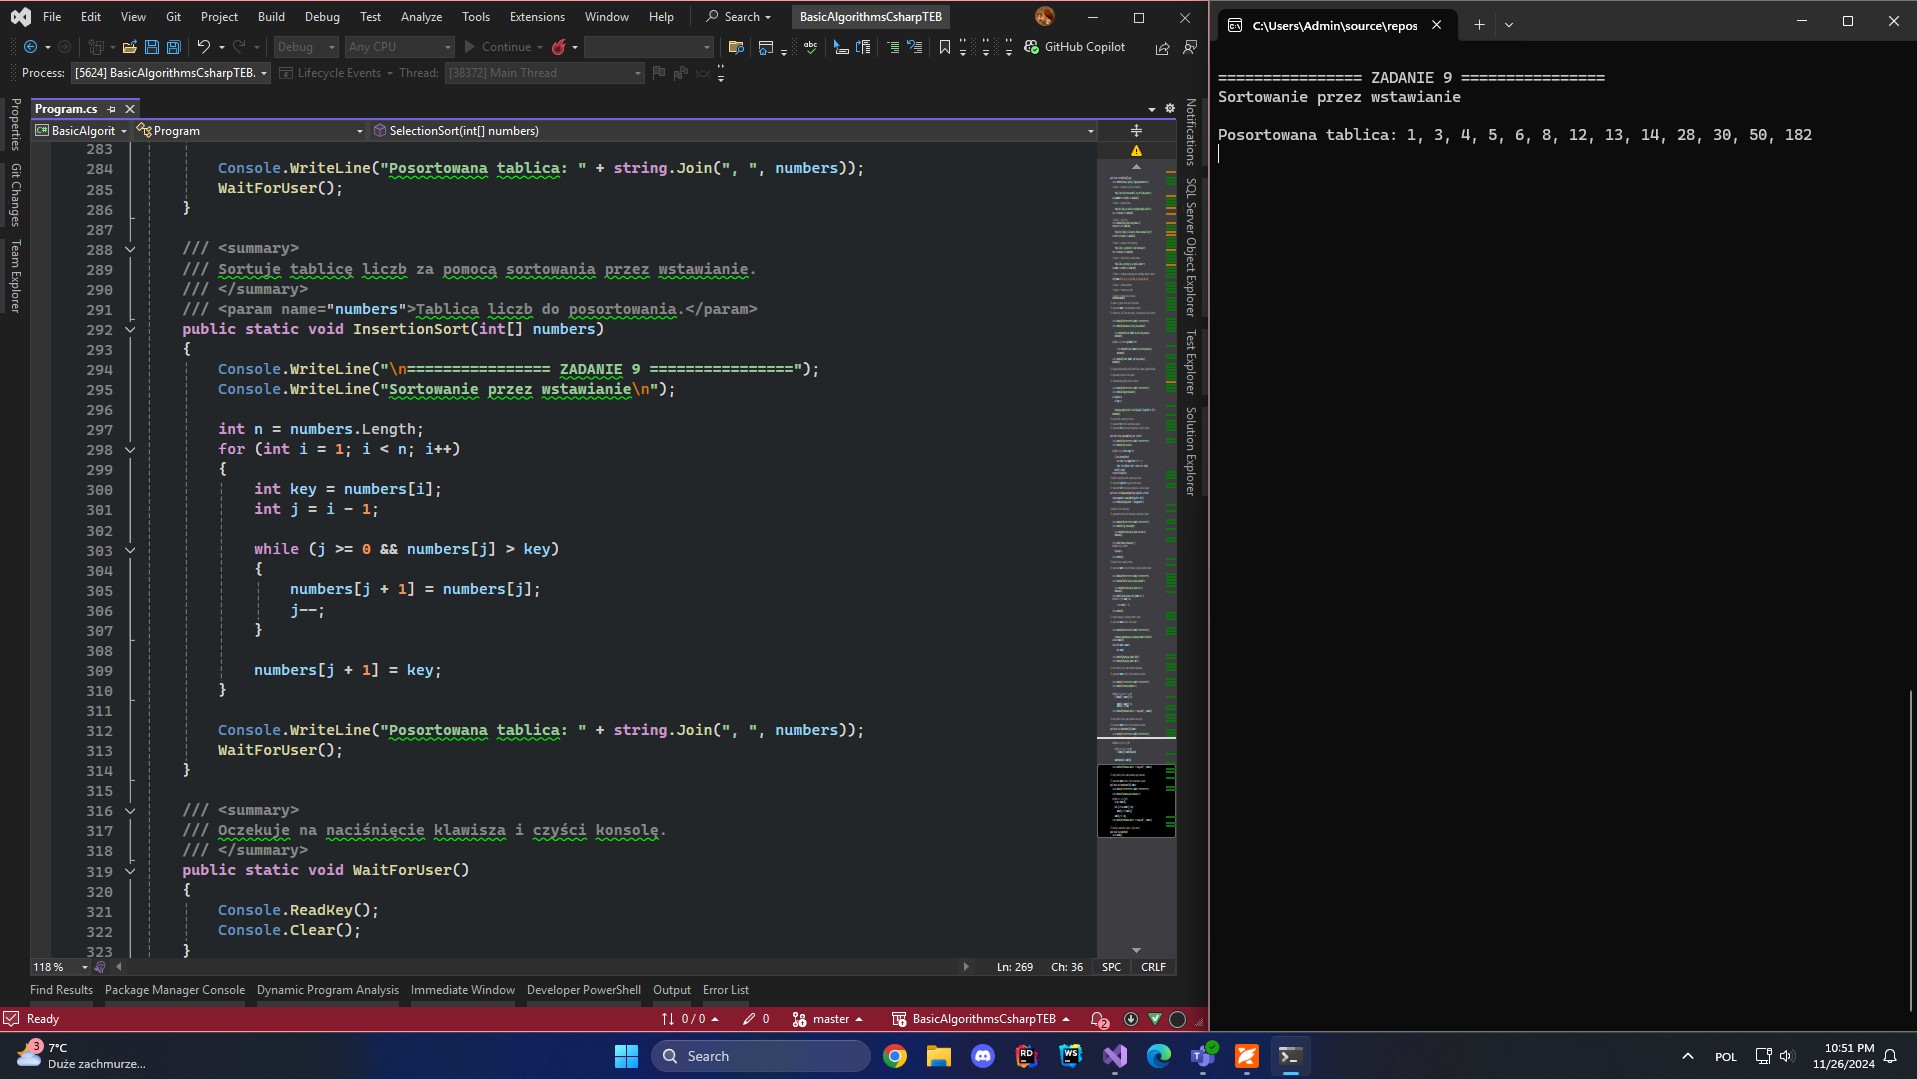 File Edit View Git Project Build Debug Test Analyze Tools Extensions Window Help Search BasicAlgorithmsCsharpTEB
Debug Any CPU Continue abc GitHub Copilot
Process: [5624] BasicAlgorithmsCsharpTEB. Lifecycle Events Thread: [38372] Main Thread
Program.cs
BasicAlgorit Program SelectionSort(int[] numbers)
Properties
Git Changes
Team Explorer
283
284 Console.WriteLine("Posortowana tablica: " + string.Join(", ", numbers));
285 WaitForUser();
286 }
287
288 /// <summary>
289 /// Sortuje tablicę liczb za pomocą sortowania przez wstawianie.
290 /// </summary>
291 /// <param name="numbers">Tablica liczb do posortowania.</param>
292 public static void InsertionSort(int[] numbers)
293 {
294 Console.WriteLine("\n================ ZADANIE 9 ================");
295 Console.WriteLine("Sortowanie przez wstawianie\n");
296
297 int n = numbers.Length;
298 for (int i = 1; i < n; i++)
299 {
300 int key = numbers[i];
301 int j = i - 1;
302
303 while (j >= 0 && numbers[j] > key)
304 {
305 numbers[j + 1] = numbers[j];
306 j--;
307 }
308
309 numbers[j + 1] = key;
310 }
311
312 Console.WriteLine("Posortowana tablica: " + string.Join(", ", numbers));
313 WaitForUser();
314 }
315
316 /// <summary>
317 /// Oczekuje na naciśnięcie klawisza i czyści konsolę.
318 /// </summary>
319 public static void WaitForUser()
320 {
321 Console.ReadKey();
322 Console.Clear();
323 }
Notifications
SQL Server Object Explorer
Test Explorer
Solution Explorer
118 % Ln: 269 Ch: 36 SPC CRLF
Find Results Package Manager Console Dynamic Program Analysis Immediate Window Developer PowerShell Output Error List
Ready 0 / 0 0 master BasicAlgorithmsCsharpTEB 2
C:\Users\Admin\source\repos
================ ZADANIE 9 ================
Sortowanie przez wstawianie
Posortowana tablica: 1, 3, 4, 5, 6, 8, 12, 13, 14, 28, 30, 50, 182
3 7°C
Duże zachmurze...
Search
RD
WS
POL
10:51 PM
11/26/2024